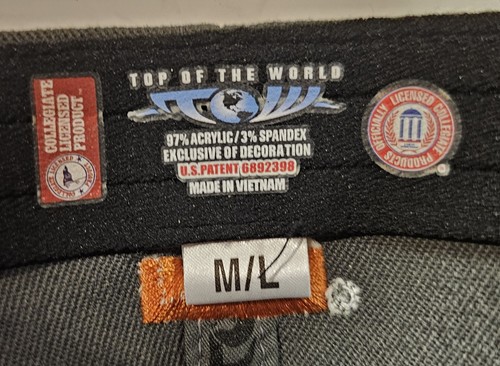 COLLEGIATE
LICENSED
PRODUCT
TOP OF THE WORLD
TOW
97% ACRYLIC/3% SPANDEX
EXCLUSIVE OF DECORATION
U.S.PATENT 6892398
MADE IN VIETNAM
OFFICIALLY LICENSED COLLEGIATE
PRODUCTS
M/L